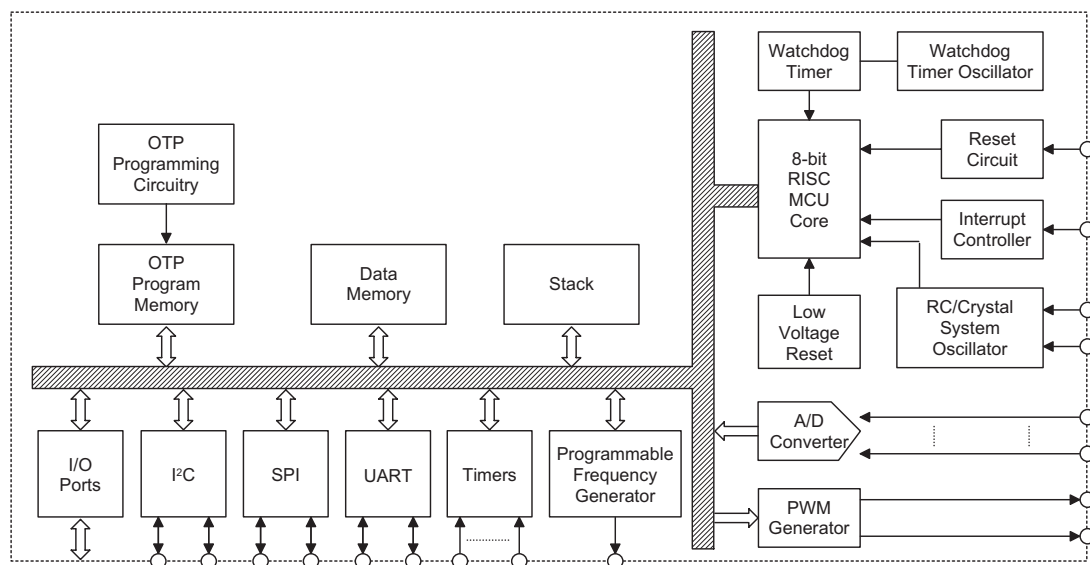 Watchdog
Timer
Watchdog
Timer Oscillator
OTP
Programming
Circuitry
8-bit
RISC
MCU
Core
Reset
Circuit
Interrupt
Controller
OTP
Program
Memory
Data
Memory
Stack
Low
Voltage
Reset
RC/Crystal
System
Oscillator
A/D
Converter
I/O
Ports
I²C
SPI
UART
Timers
Programmable
Frequency
Generator
PWM
Generator